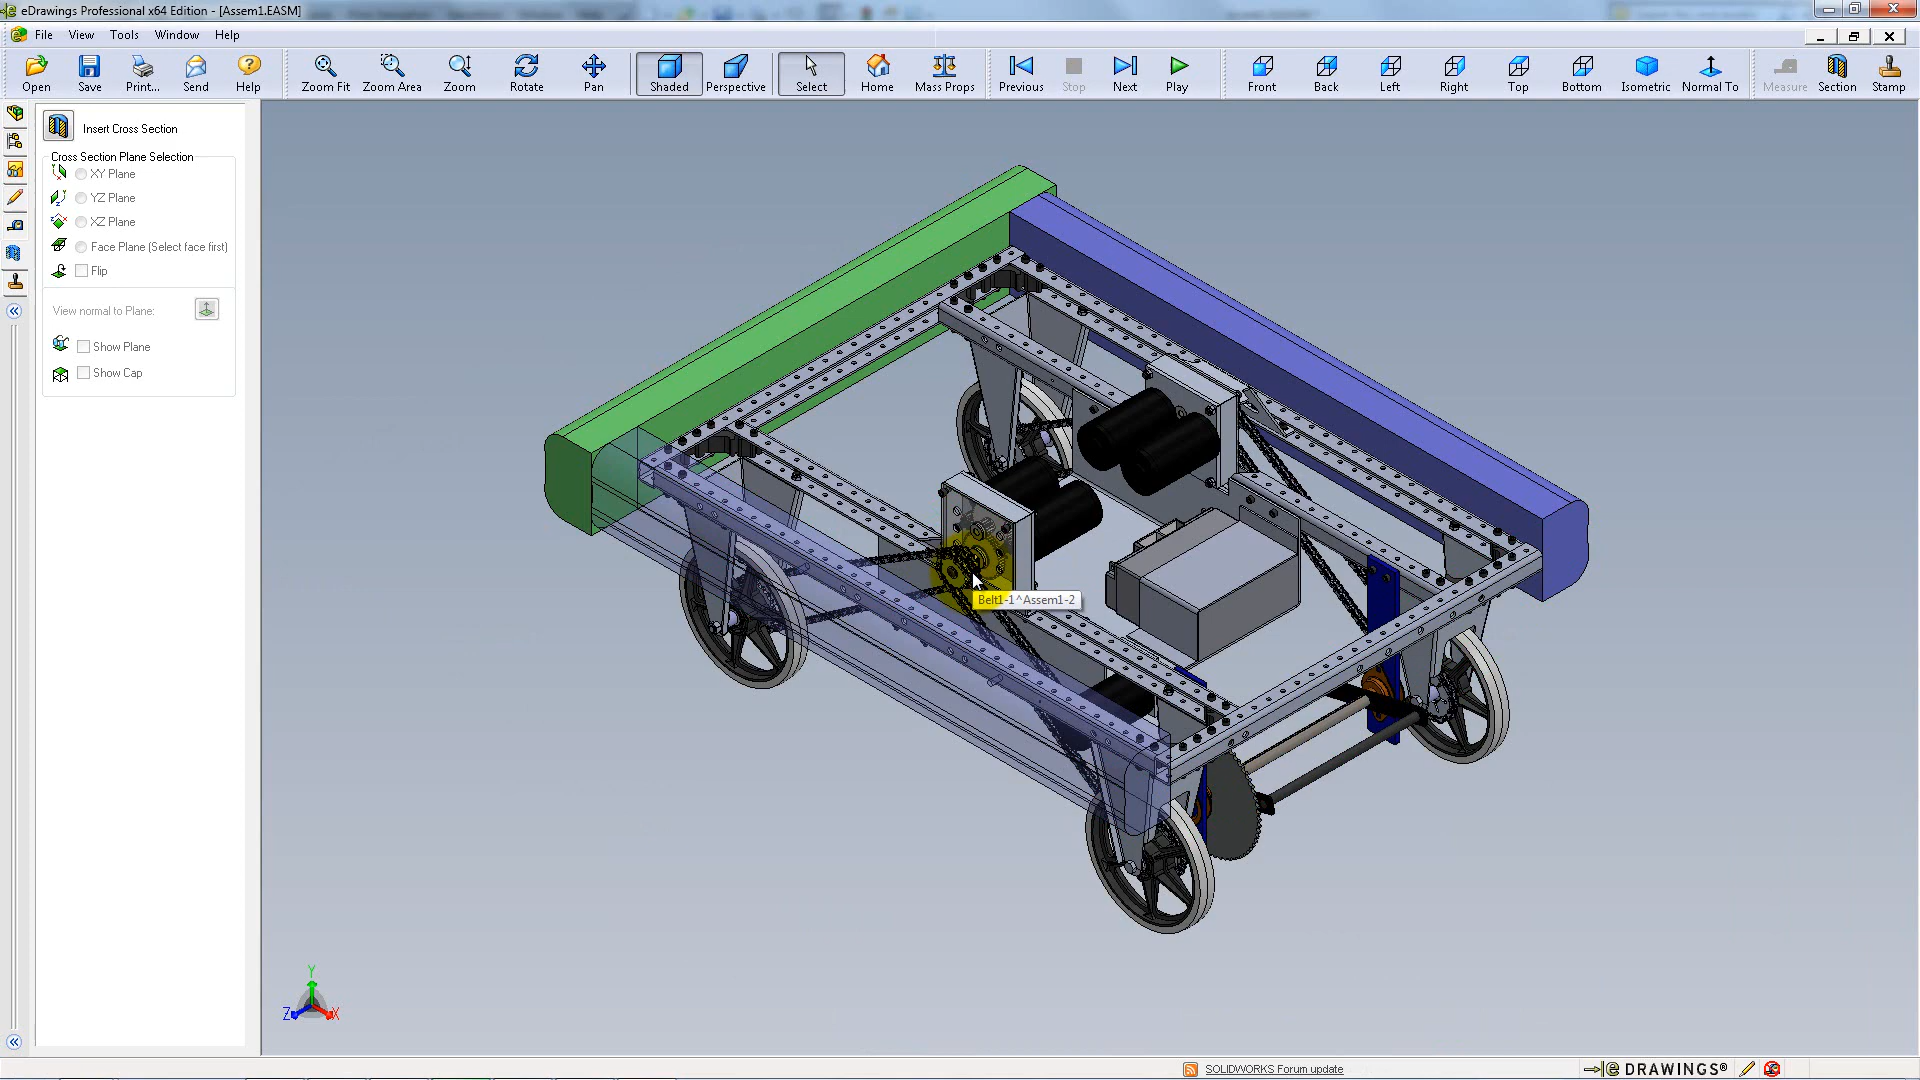 eDrawings Professional x64 Edition - [Assem1.EASM]
File View Tools Window Help
Open Save Print... Send Help Zoom Fit Zoom Area Zoom Rotate Pan Shaded Perspective Select Home Mass Props Previous Stop Next Play Front Back Left Right Top Bottom Isometric Normal To Measure Section Stamp
Insert Cross Section
Cross Section Plane Selection
XY Plane
YZ Plane
XZ Plane
Face Plane (Select face first)
Flip
View normal to Plane:
Show Plane
Show Cap
Belt1-1^Assem1-2
Y
Z X
SOLIDWORKS Forum update
eDRAWINGS®